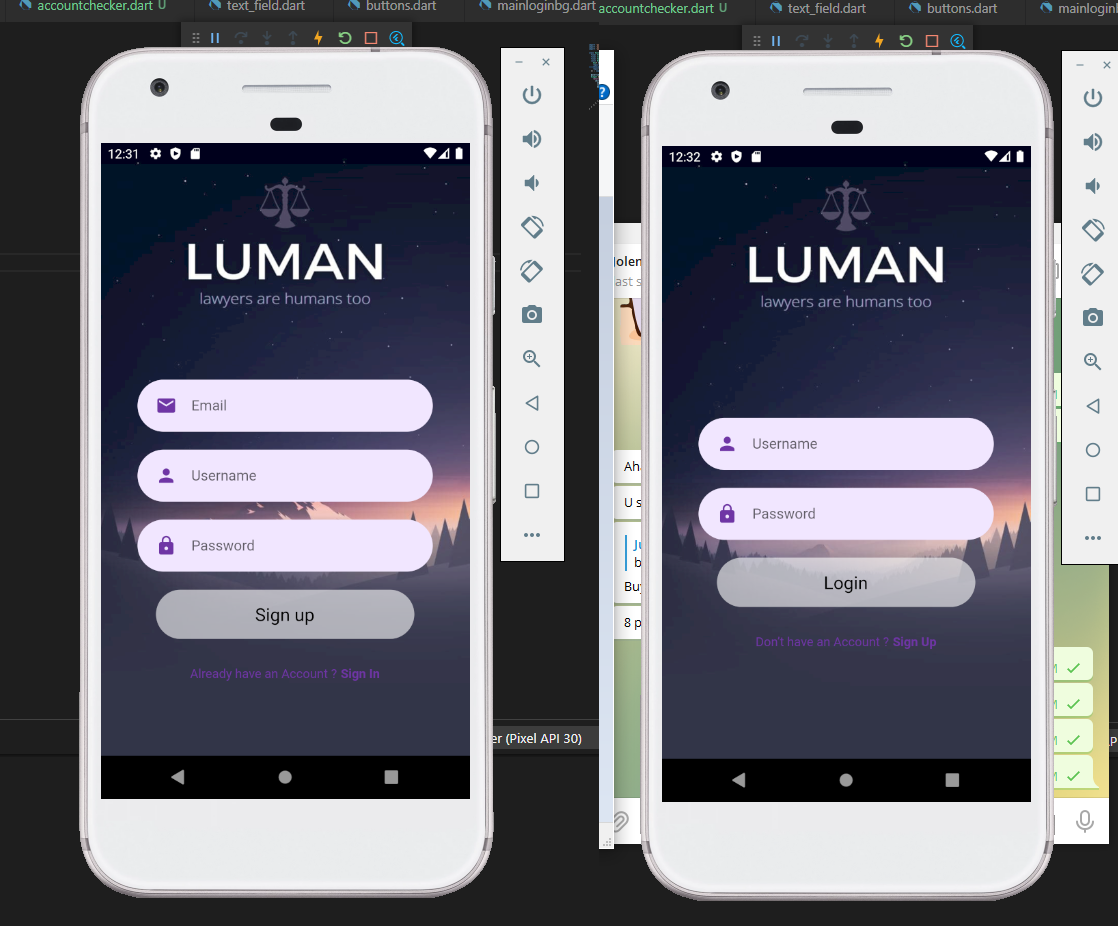 accountchecker.dart U
text_field.dart
buttons.dart
mainloginbg.dart
accountchecker.dart U
text_field.dart
buttons.dart
12:31
LUMAN
lawyers are humans too
Email
Username
Password
Sign up
Already have an Account ? Sign In
(Pixel API 30)
12:32
LUMAN
lawyers are humans too
Username
Password
Login
Don't have an Account ? Sign Up
U s
8 p